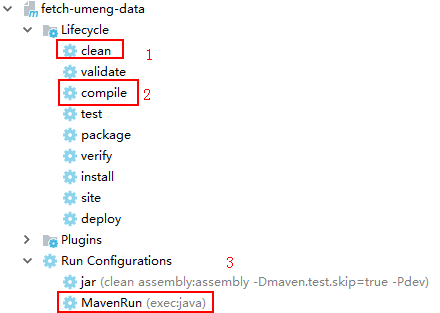 fetch-umeng-data
Lifecycle
clean 1
validate
compile 2
test
package
verify
install
site
deploy
Plugins
Run Configurations 3
jar (clean assembly:assembly -Dmaven.test.skip=true -Pdev)
MavenRun (exec:java)